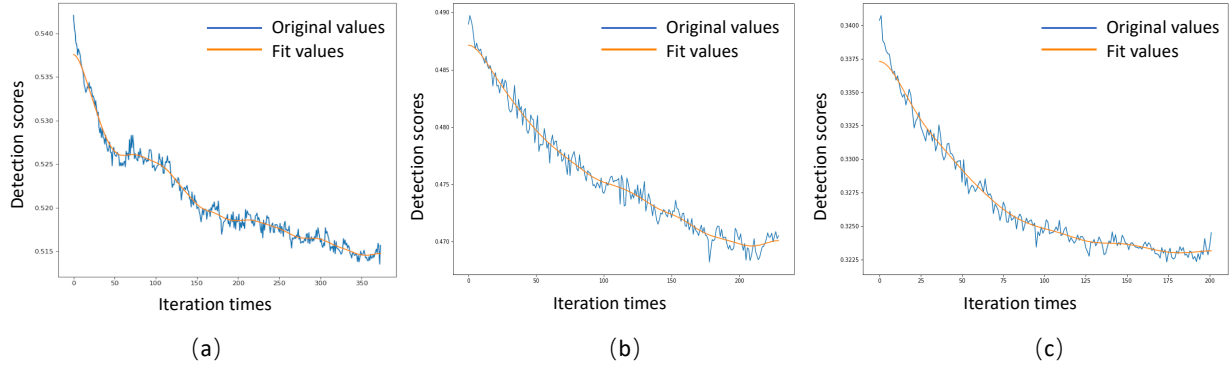 Original values
Fit values
0.540
0.535
0.530
0.525
0.520
0.515
Detection scores
0 50 100 150 200 250 300 350
Iteration times
(a)
Original values
Fit values
0.490
0.485
0.480
0.475
0.470
Detection scores
0 50 100 150 200
Iteration times
(b)
Original values
Fit values
0.3400
0.3375
0.3350
0.3325
0.3300
0.3275
0.3250
0.3225
Detection scores
0 25 50 75 100 125 150 175 200
Iteration times
(c)